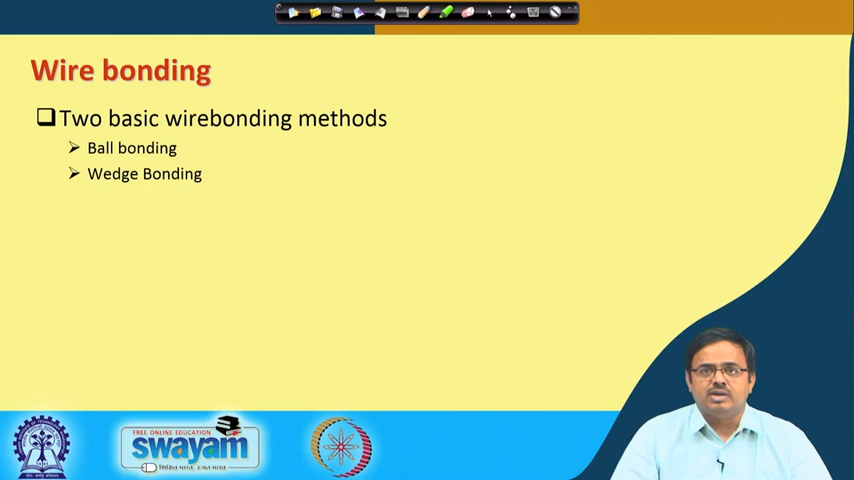 Wire bonding
Two basic wirebonding methods
Ball bonding
Wedge Bonding
FREE ONLINE EDUCATION
swayam